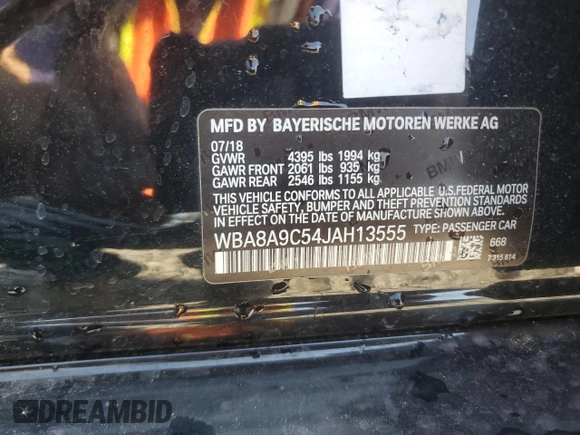 MFD BY BAYERISCHE MOTOREN WERKE AG
07/18
GVWR 4395 lbs 1994 kg
GAWR FRONT 2061 lbs 935 kg
GAWR REAR 2546 lbs 1155 kg
BMW
THIS VEHICLE CONFORMS TO ALL APPLICABLE U.S.FEDERAL MOTOR
VEHICLE SAFETY, BUMPER, AND THEFT PREVENTION STANDARDS
IN EFFECT ON THE DATE OF MANUFACTURE SHOWN ABOVE.
WBA8A9C54JAH13555 TYPE: PASSENGER CAR
668
7 315 814
DREAMBID